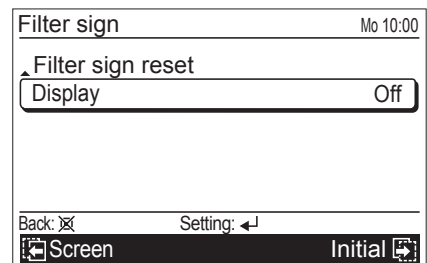 Filter sign Mo 10:00
Filter sign reset
Display Off
Back: Setting:
Screen Initial